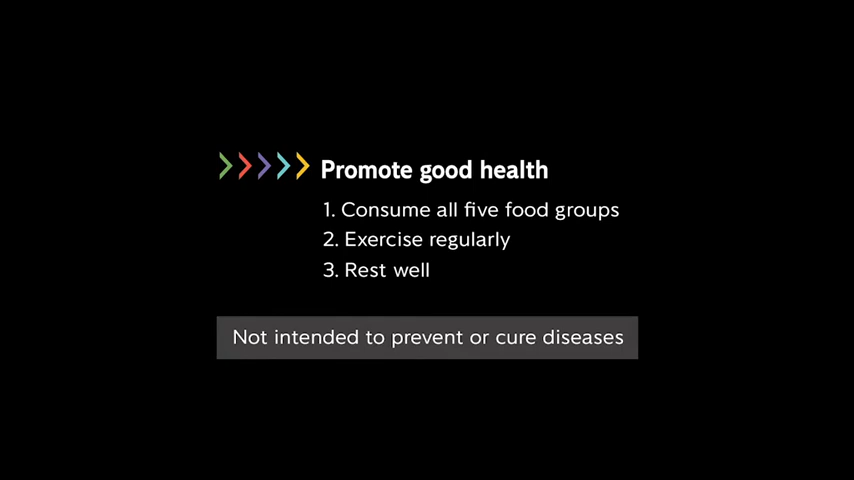 Promote good health
1. Consume all five food groups
2. Exercise regularly
3. Rest well
Not intended to prevent or cure diseases